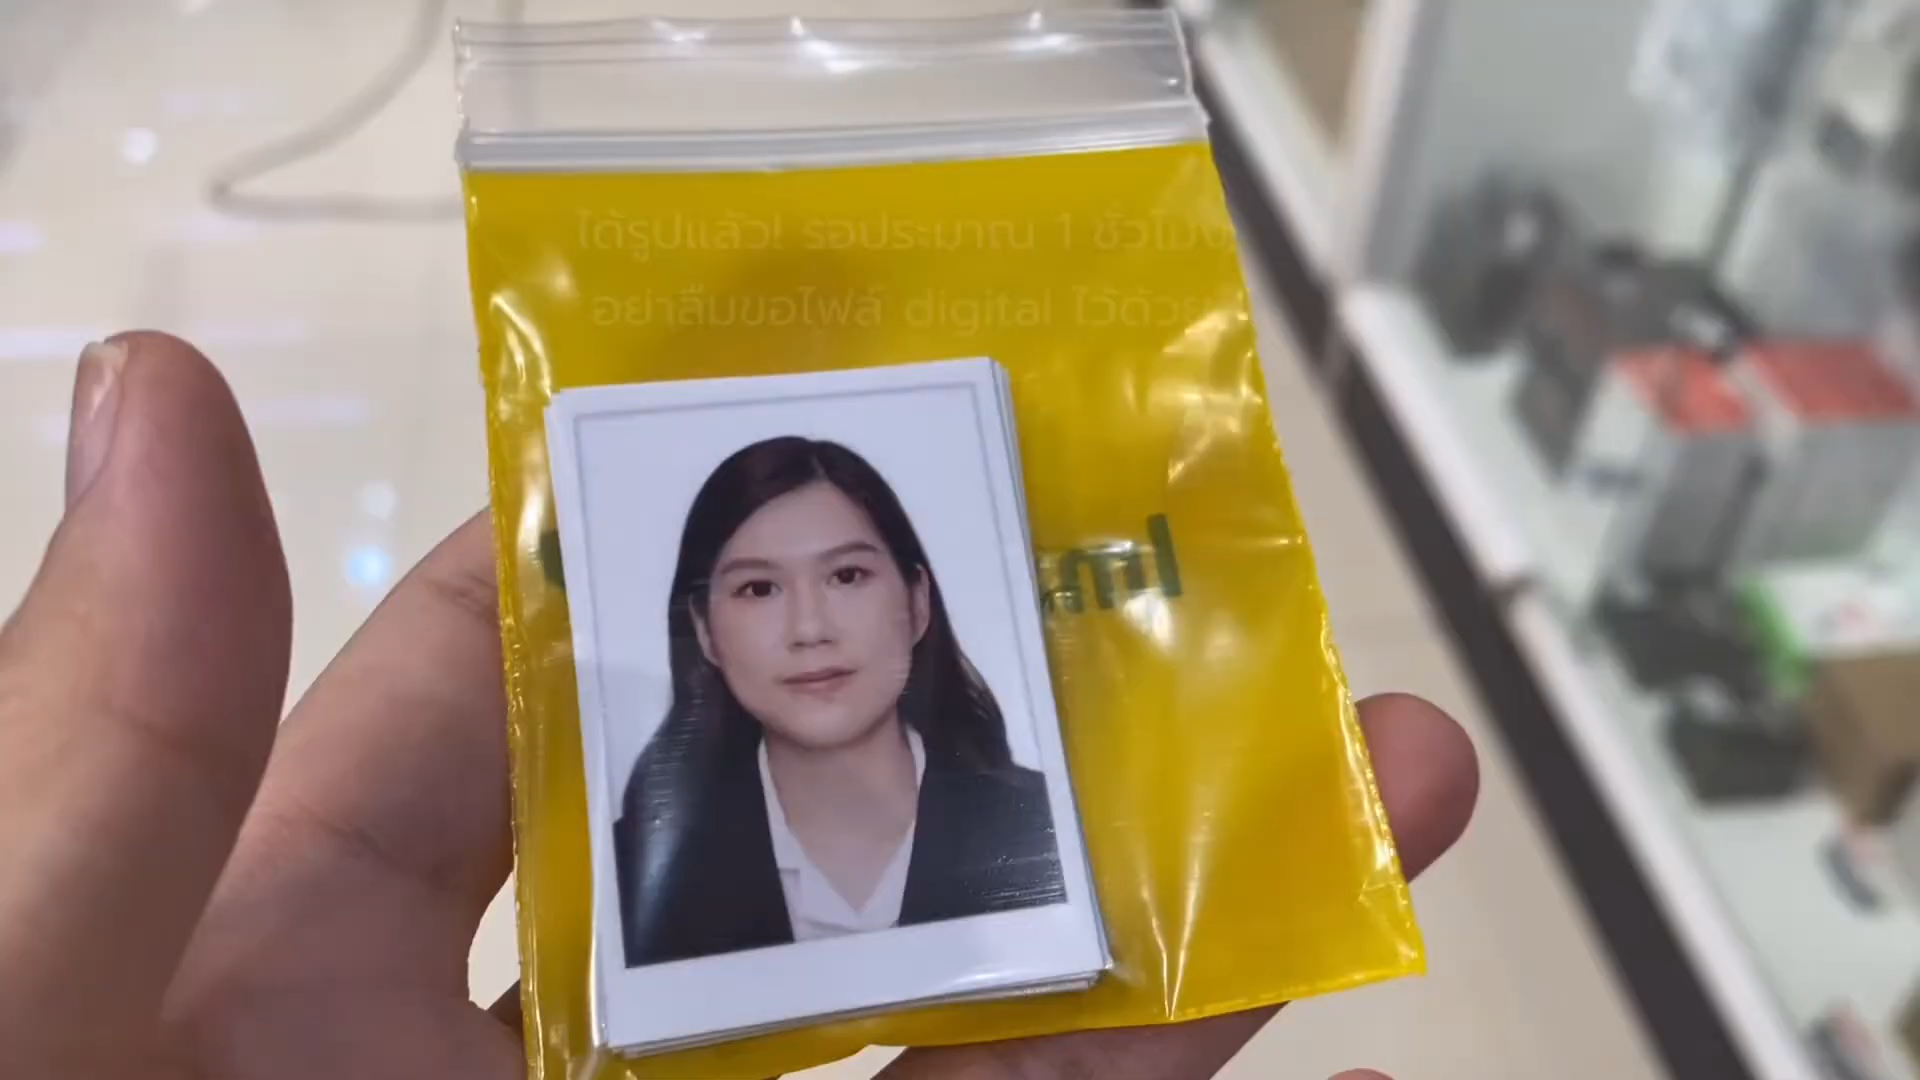 ได้รูปแล้ว! รอประมาณ 1 ชั่วโมง
อย่าลืมขอไฟล์ digital ไว้ด้วย